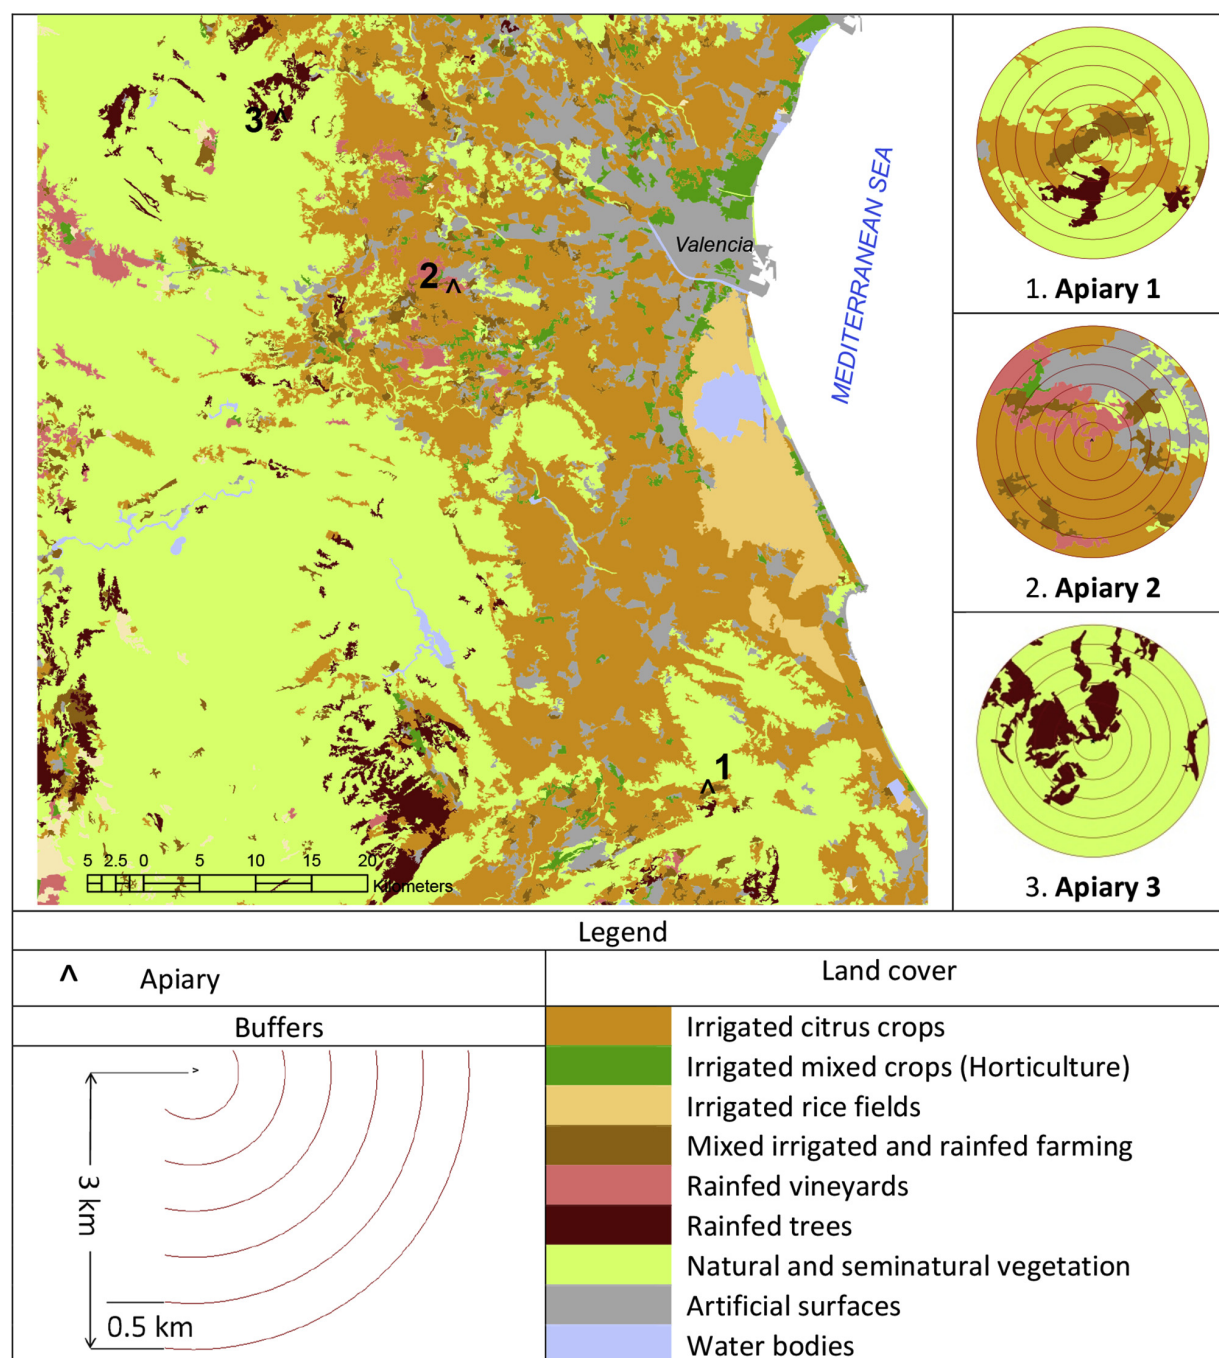 3
2
^
Valencia
MEDITERRANEAN SEA
1
^
5 2.5 0 5 10 15 20
Kilometers
1. Apiary 1
2. Apiary 2
3. Apiary 3
Legend
^ Apiary
Land cover
Buffers
3 km
0.5 km
Irrigated citrus crops
Irrigated mixed crops (Horticulture)
Irrigated rice fields
Mixed irrigated and rainfed farming
Rainfed vineyards
Rainfed trees
Natural and seminatural vegetation
Artificial surfaces
Water bodies